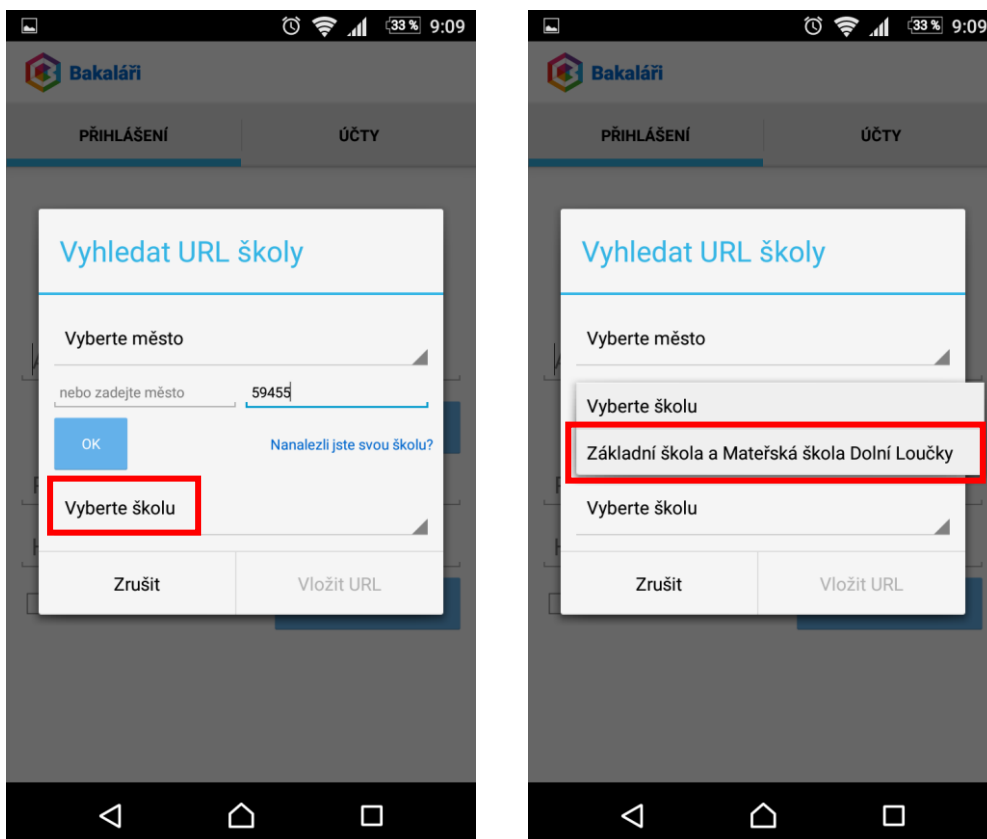 33 % 9:09
Bakaláři
PŘIHLÁŠENÍ ÚČTY
Vyhledat URL školy
Vyberte město
nebo zadejte město 59455
OK Nanalezli jste svou školu?
Vyberte školu
Zrušit Vložit URL
33 % 9:09
Bakaláři
PŘIHLÁŠENÍ ÚČTY
Vyhledat URL školy
Vyberte město
Vyberte školu
Základní škola a Mateřská škola Dolní Loučky
Vyberte školu
Zrušit Vložit URL